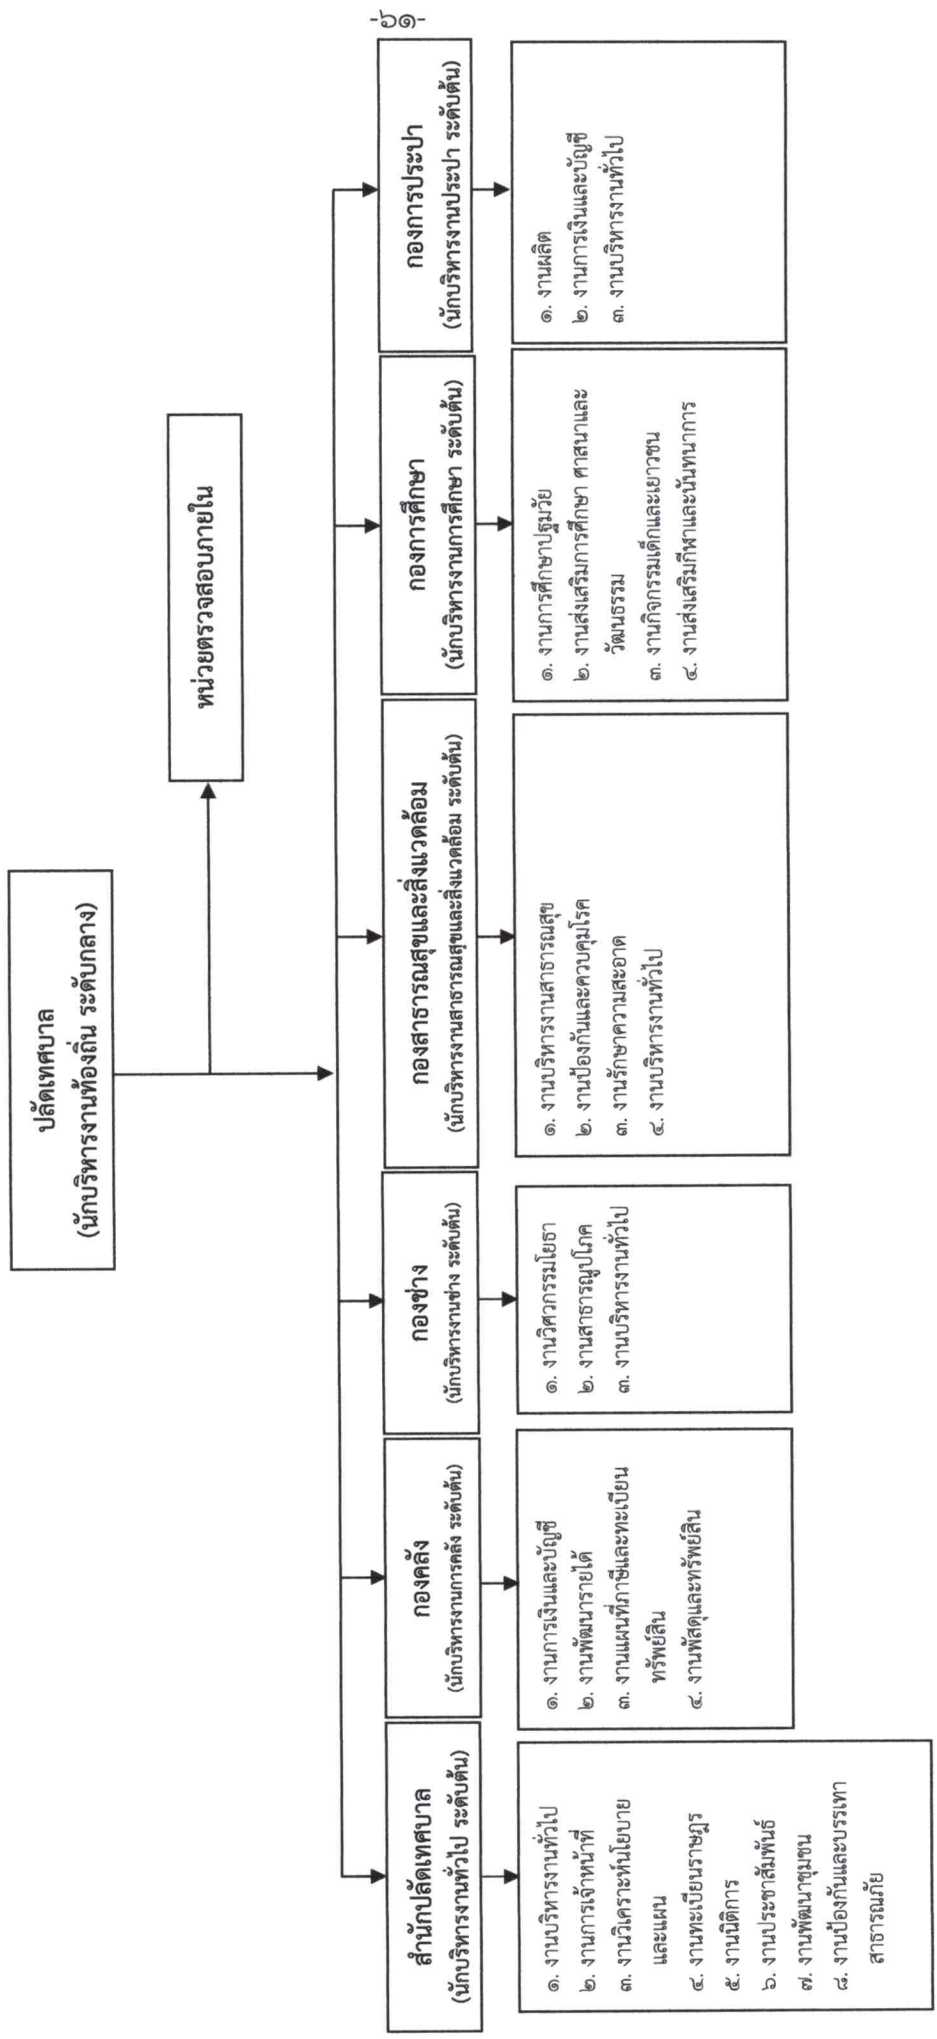 -๖๑-
ปลัดเทศบาล
(นักบริหารงานท้องถิ่น ระดับกลาง)
หน่วยตรวจสอบภายใน
สำนักปลัดเทศบาล
(นักบริหารงานทั่วไป ระดับต้น)
๑. งานบริหารงานทั่วไป
๒. งานการเจ้าหน้าที่
๓. งานวิเคราะห์นโยบาย
และแผน
๔. งานทะเบียนราษฎร
๕. งานนิติการ
๖. งานประชาสัมพันธ์
๗. งานพัฒนาชุมชน
๘. งานป้องกันและบรรเทา
สาธารณภัย
กองคลัง
(นักบริหารงานการคลัง ระดับต้น)
๑. งานการเงินและบัญชี
๒. งานพัฒนารายได้
๓. งานแผนที่ภาษีและทะเบียน
ทรัพย์สิน
๔. งานพัสดุและทรัพย์สิน
กองช่าง
(นักบริหารงานช่าง ระดับต้น)
๑. งานวิศวกรรมโยธา
๒. งานสาธารณูปโภค
๓. งานบริหารงานทั่วไป
กองสาธารณสุขและสิ่งแวดล้อม
(นักบริหารงานสาธารณสุขและสิ่งแวดล้อม ระดับต้น)
๑. งานบริหารงานสาธารณสุข
๒. งานป้องกันและควบคุมโรค
๓. งานรักษาความสะอาด
๔. งานบริหารงานทั่วไป
กองการศึกษา
(นักบริหารงานการศึกษา ระดับต้น)
๑. งานการศึกษาปฐมวัย
๒. งานส่งเสริมการศึกษา ศาสนาและ
วัฒนธรรม
๓. งานกิจกรรมเด็กและเยาวชน
๔. งานส่งเสริมกีฬาและนันทนาการ
กองการประปา
(นักบริหารงานประปา ระดับต้น)
๑. งานผลิต
๒. งานการเงินและบัญชี
๓. งานบริหารงานทั่วไป